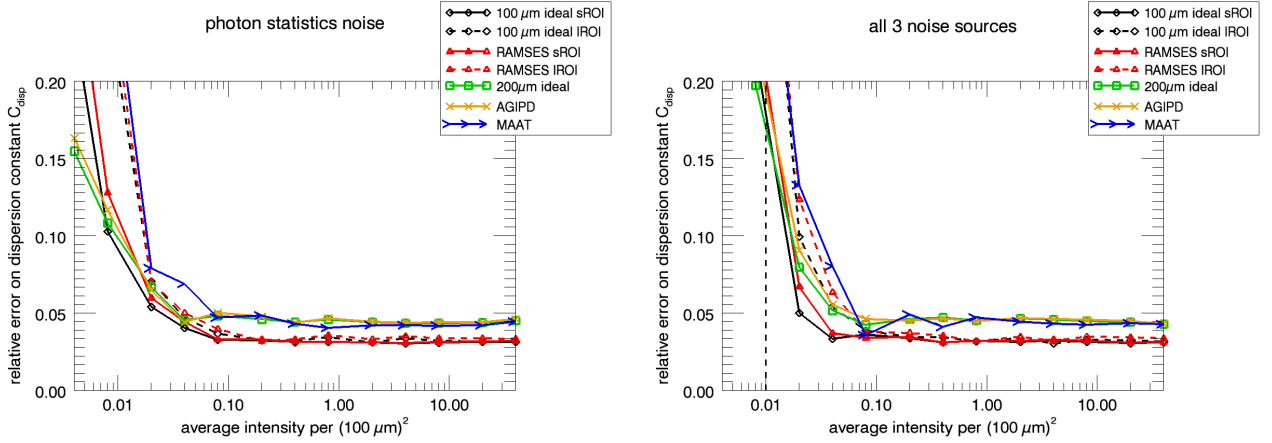 photon statistics noise
100 µm ideal sROI
100 µm ideal lROI
RAMSES sROI
RAMSES lROI
200µm ideal
AGIPD
MAAT
relative error on dispersion constant C_disp
0.20
0.15
0.10
0.05
0.00
0.01 0.10 1.00 10.00
average intensity per (100 µm)²
all 3 noise sources
100 µm ideal sROI
100 µm ideal lROI
RAMSES sROI
RAMSES lROI
200µm ideal
AGIPD
MAAT
relative error on dispersion constant C_disp
0.20
0.15
0.10
0.05
0.00
0.01 0.10 1.00 10.00
average intensity per (100 µm)²